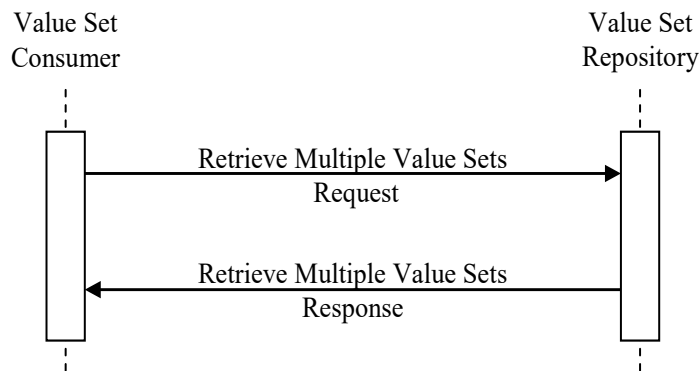 Value Set
Consumer
Value Set
Repository
Retrieve Multiple Value Sets
Request
Retrieve Multiple Value Sets
Response